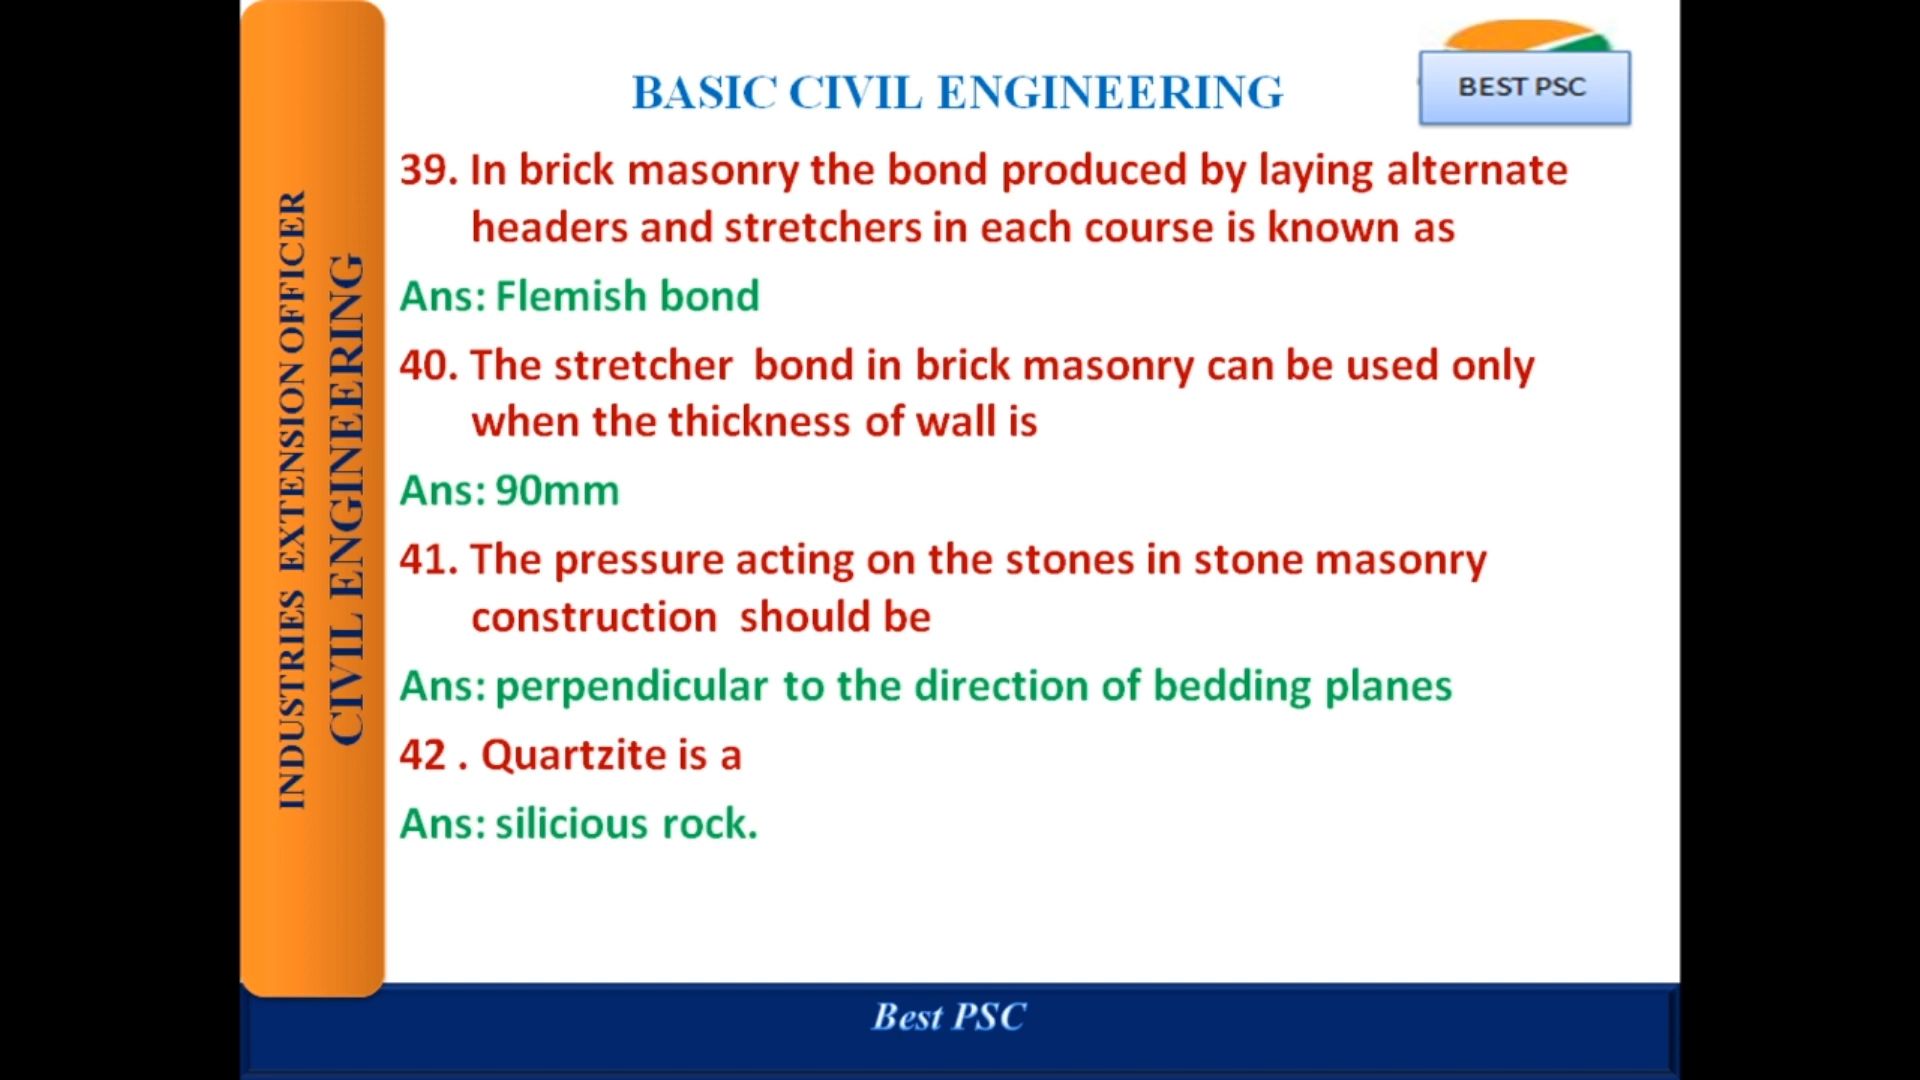 BASIC CIVIL ENGINEERING
BEST PSC
INDUSTRIES EXTENSION OFFICER
CIVIL ENGINEERING
39. In brick masonry the bond produced by laying alternate
headers and stretchers in each course is known as
Ans: Flemish bond
40. The stretcher bond in brick masonry can be used only
when the thickness of wall is
Ans: 90mm
41. The pressure acting on the stones in stone masonry
construction should be
Ans: perpendicular to the direction of bedding planes
42 . Quartzite is a
Ans: silicious rock.
Best PSC